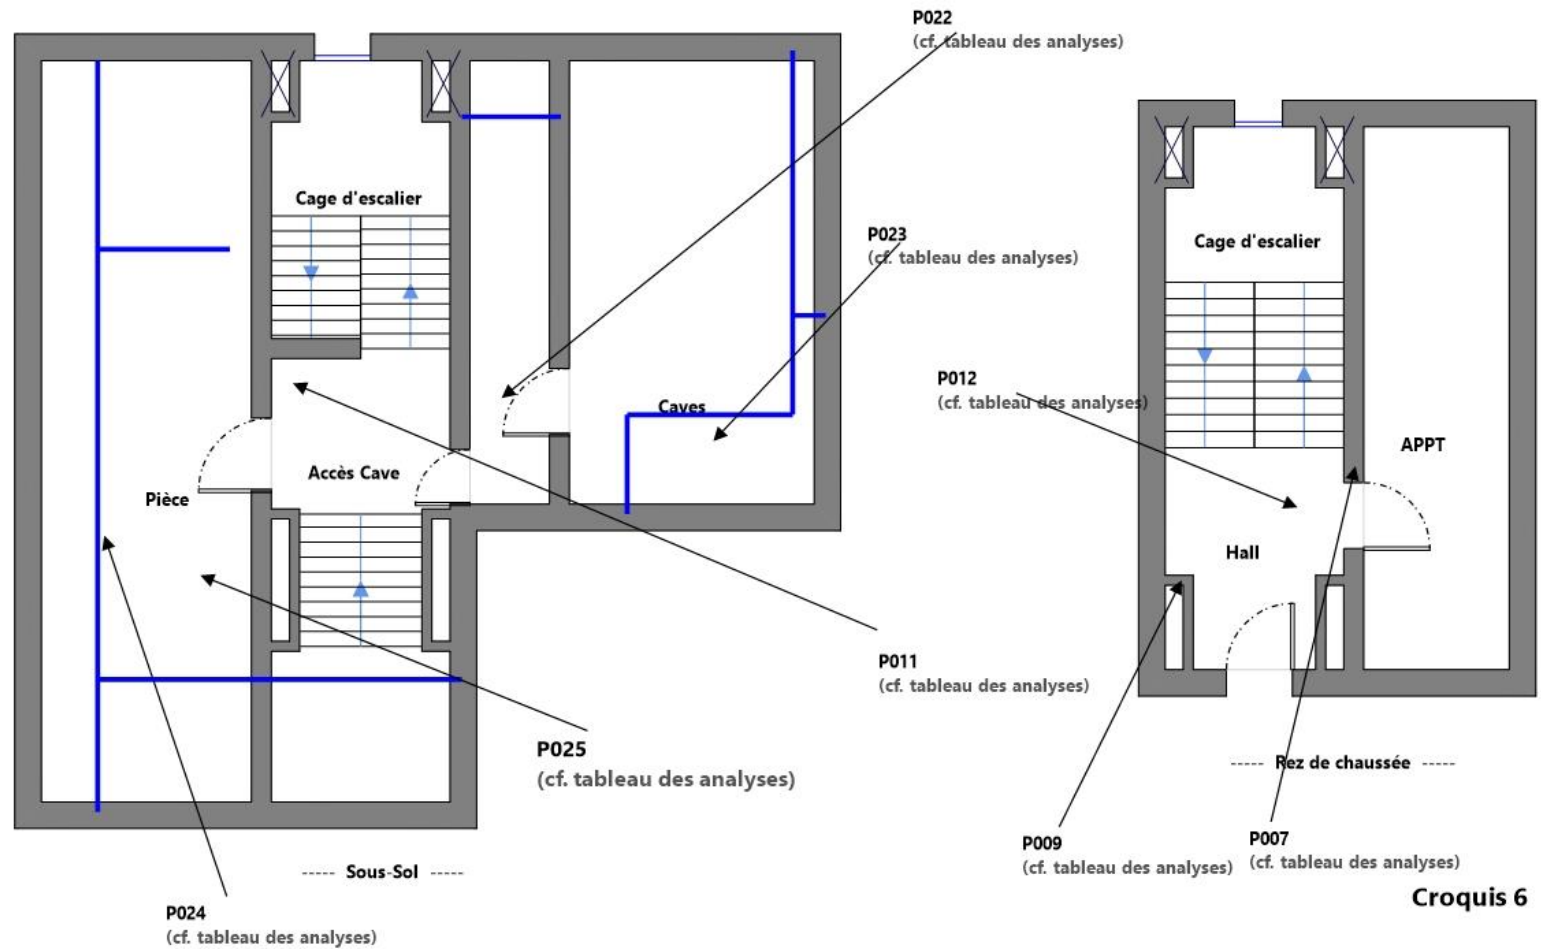 P022
(cf. tableau des analyses)
Cage d'escalier
P023
(cf. tableau des analyses)
Cage d'escalier
P012
(cf. tableau des analyses)
Caves
APPT
Accès Cave
Pièce
Hall
P011
(cf. tableau des analyses)
P025
(cf. tableau des analyses)
----- Rez de chaussée -----
P009
(cf. tableau des analyses)
P007
(cf. tableau des analyses)
----- Sous-Sol -----
Croquis 6
P024
(cf. tableau des analyses)